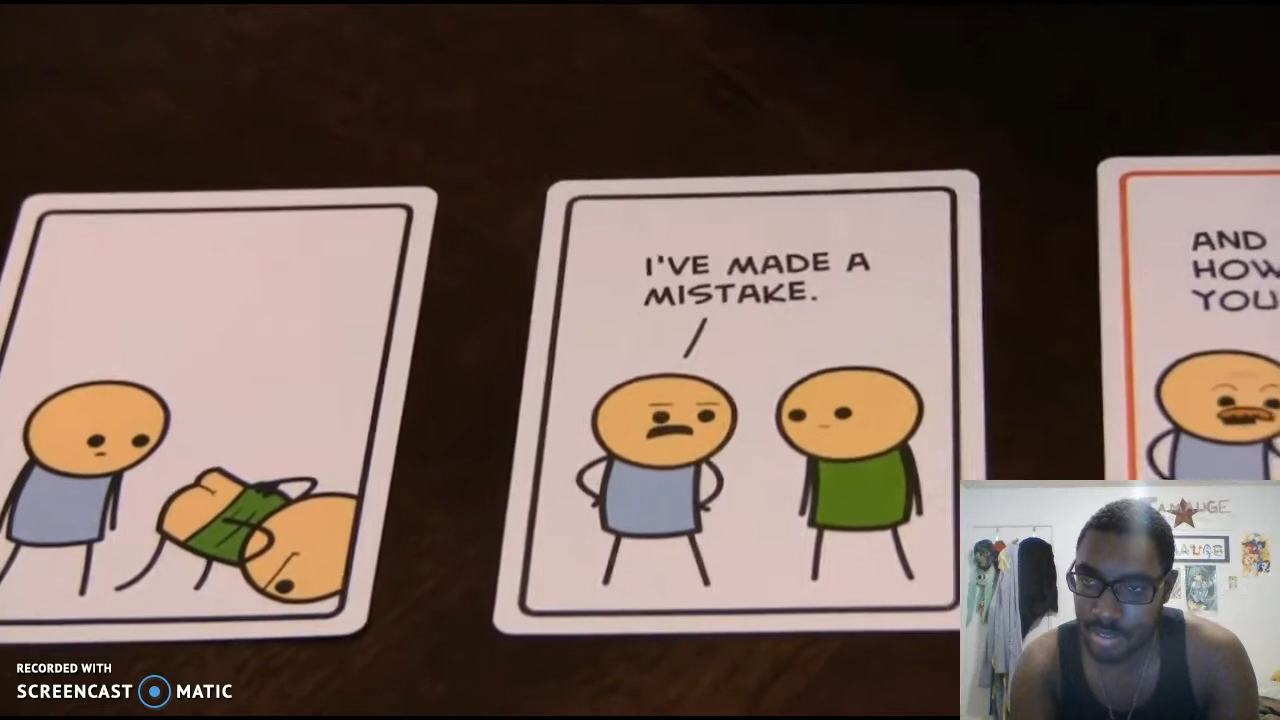 I'VE MADE A
MISTAKE.
AND
HOW
YOU
RECORDED WITH
SCREENCAST MATIC